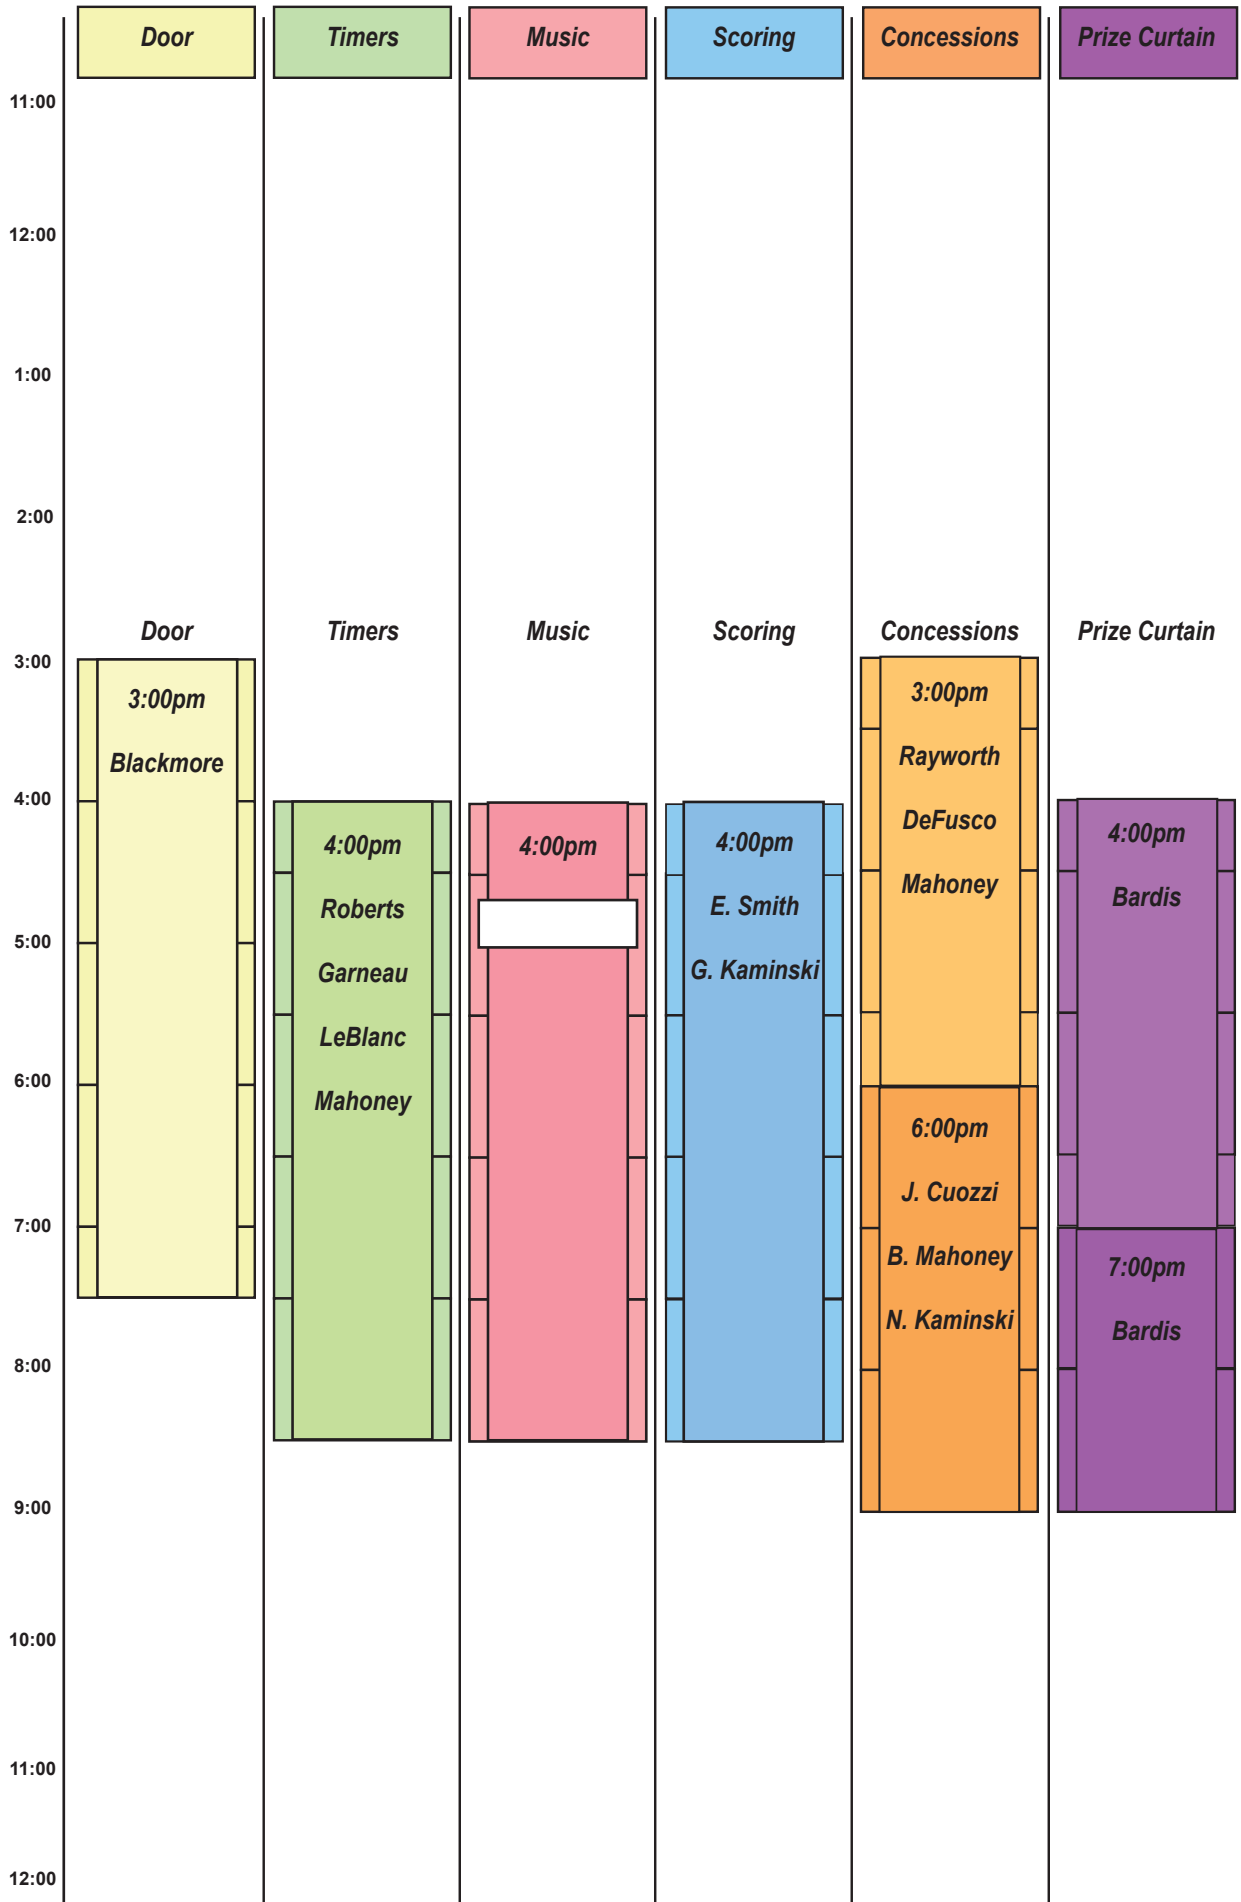 Door Timers Music Scoring Concessions Prize Curtain
11:00
12:00
1:00
2:00
Door Timers Music Scoring Concessions Prize Curtain
3:00
3:00pm
Blackmore
4:00pm
Roberts
Garneau
LeBlanc
Mahoney
4:00pm
4:00pm
E. Smith
G. Kaminski
3:00pm
Rayworth
DeFusco
Mahoney
6:00pm
J. Cuozzi
B. Mahoney
N. Kaminski
4:00pm
Bardis
7:00pm
Bardis
4:00
5:00
6:00
7:00
8:00
9:00
10:00
11:00
12:00